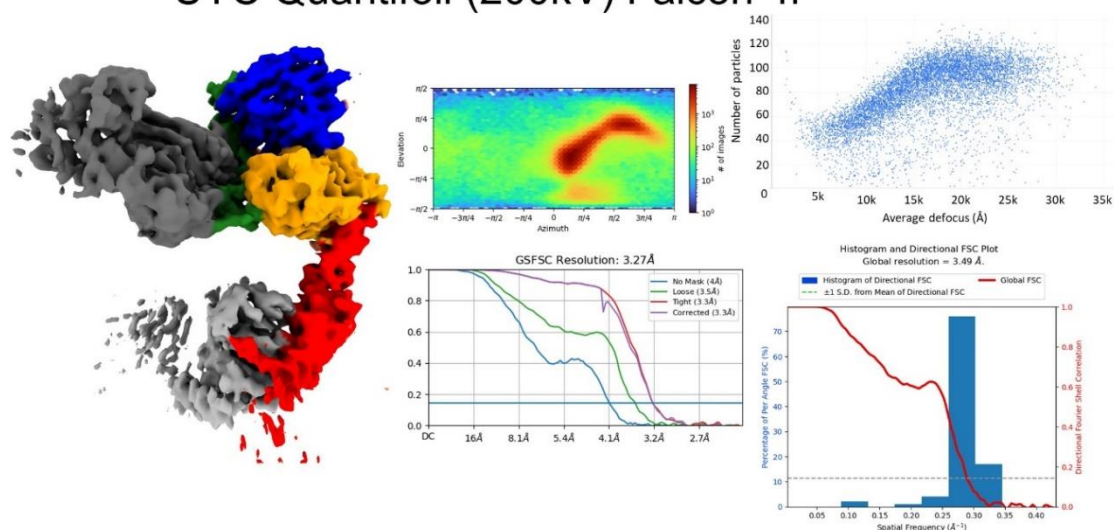 Quantifoil (200kV) Falcon
140
120
100
80
60
40
20
0
Number of particles
5k 10k 15k 20k 25k 30k 35k
Average defocus (Å)
π/2
π/4
0
−π/4
−π/2
Elevation
−π −3π/4 −π/2 −π/4 0 π/4 π/2 3π/4 π
Azimuth
10³
10²
10¹
10⁰
# of images
GSFSC Resolution: 3.27Å
1.0
0.8
0.6
0.4
0.2
0.0
No Mask (4Å)
Loose (3.5Å)
Tight (3.3Å)
Corrected (3.3Å)
DC 16Å 8.1Å 5.4Å 4.1Å 3.2Å 2.7Å
Histogram and Directional FSC Plot
Global resolution = 3.49 Å.
Histogram of Directional FSC
Global FSC
±1 S.D. from Mean of Directional FSC
70
60
50
40
30
20
10
0
Percentage of Per Angle FSC (%)
1.0
0.8
0.6
0.4
0.2
0.0
Directional Fourier Shell Correlation
0.05 0.10 0.15 0.20 0.25 0.30 0.35 0.40
Spatial Frequency (Å⁻¹)